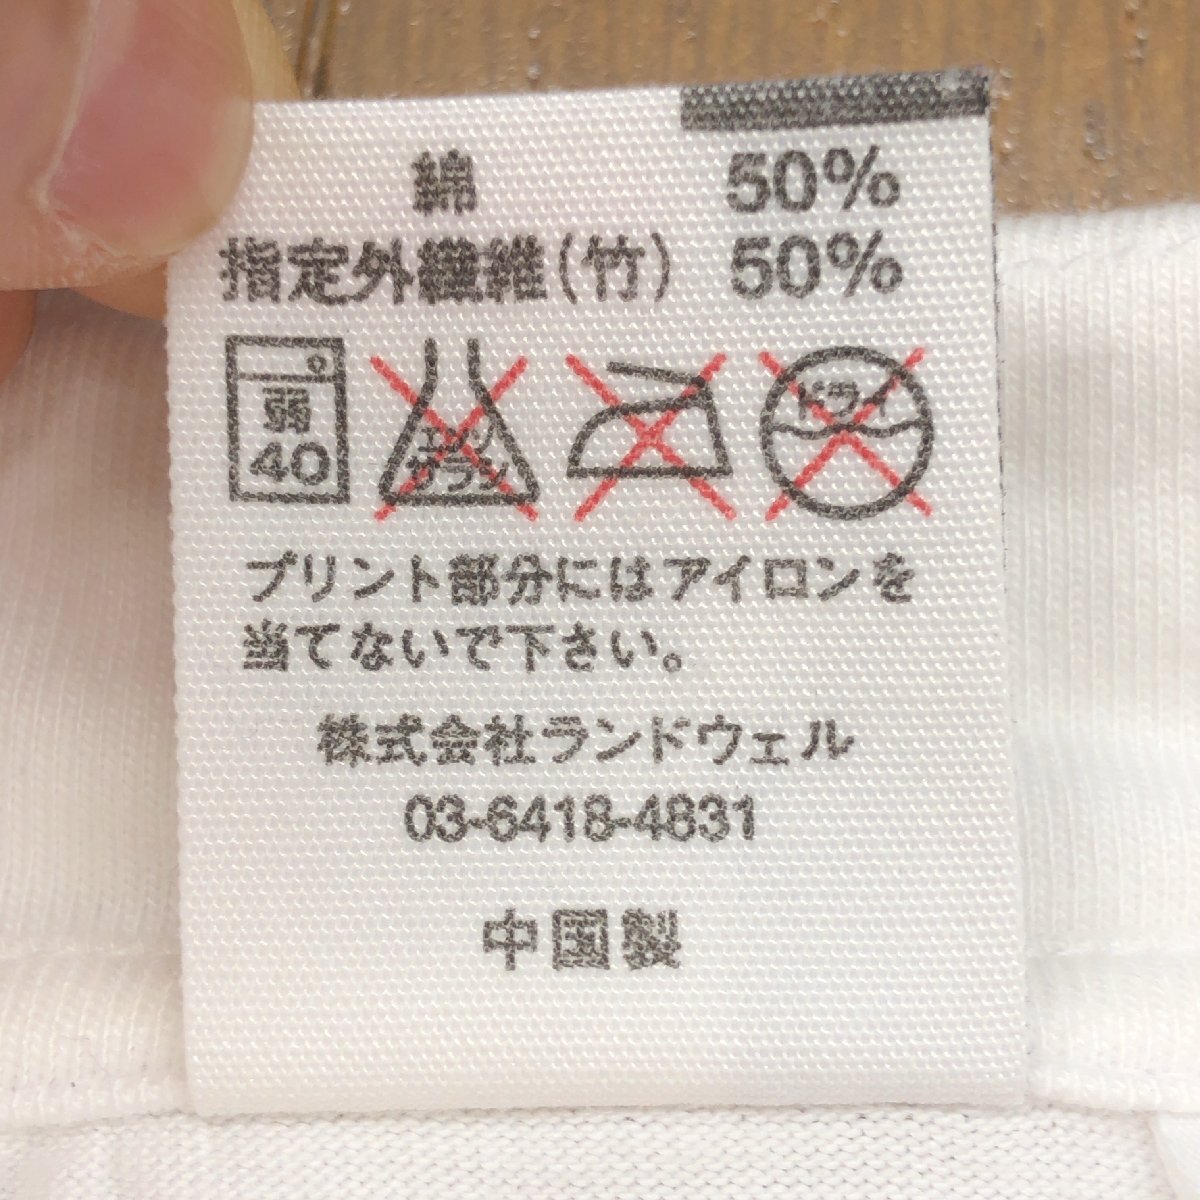 綿 50%
指定外繊維(竹) 50%
弱 40
エンソ サラシ
ドライ
プリント部分にはアイロンを
当てないで下さい。
株式会社ランドウェル
03-6418-4831
中国製